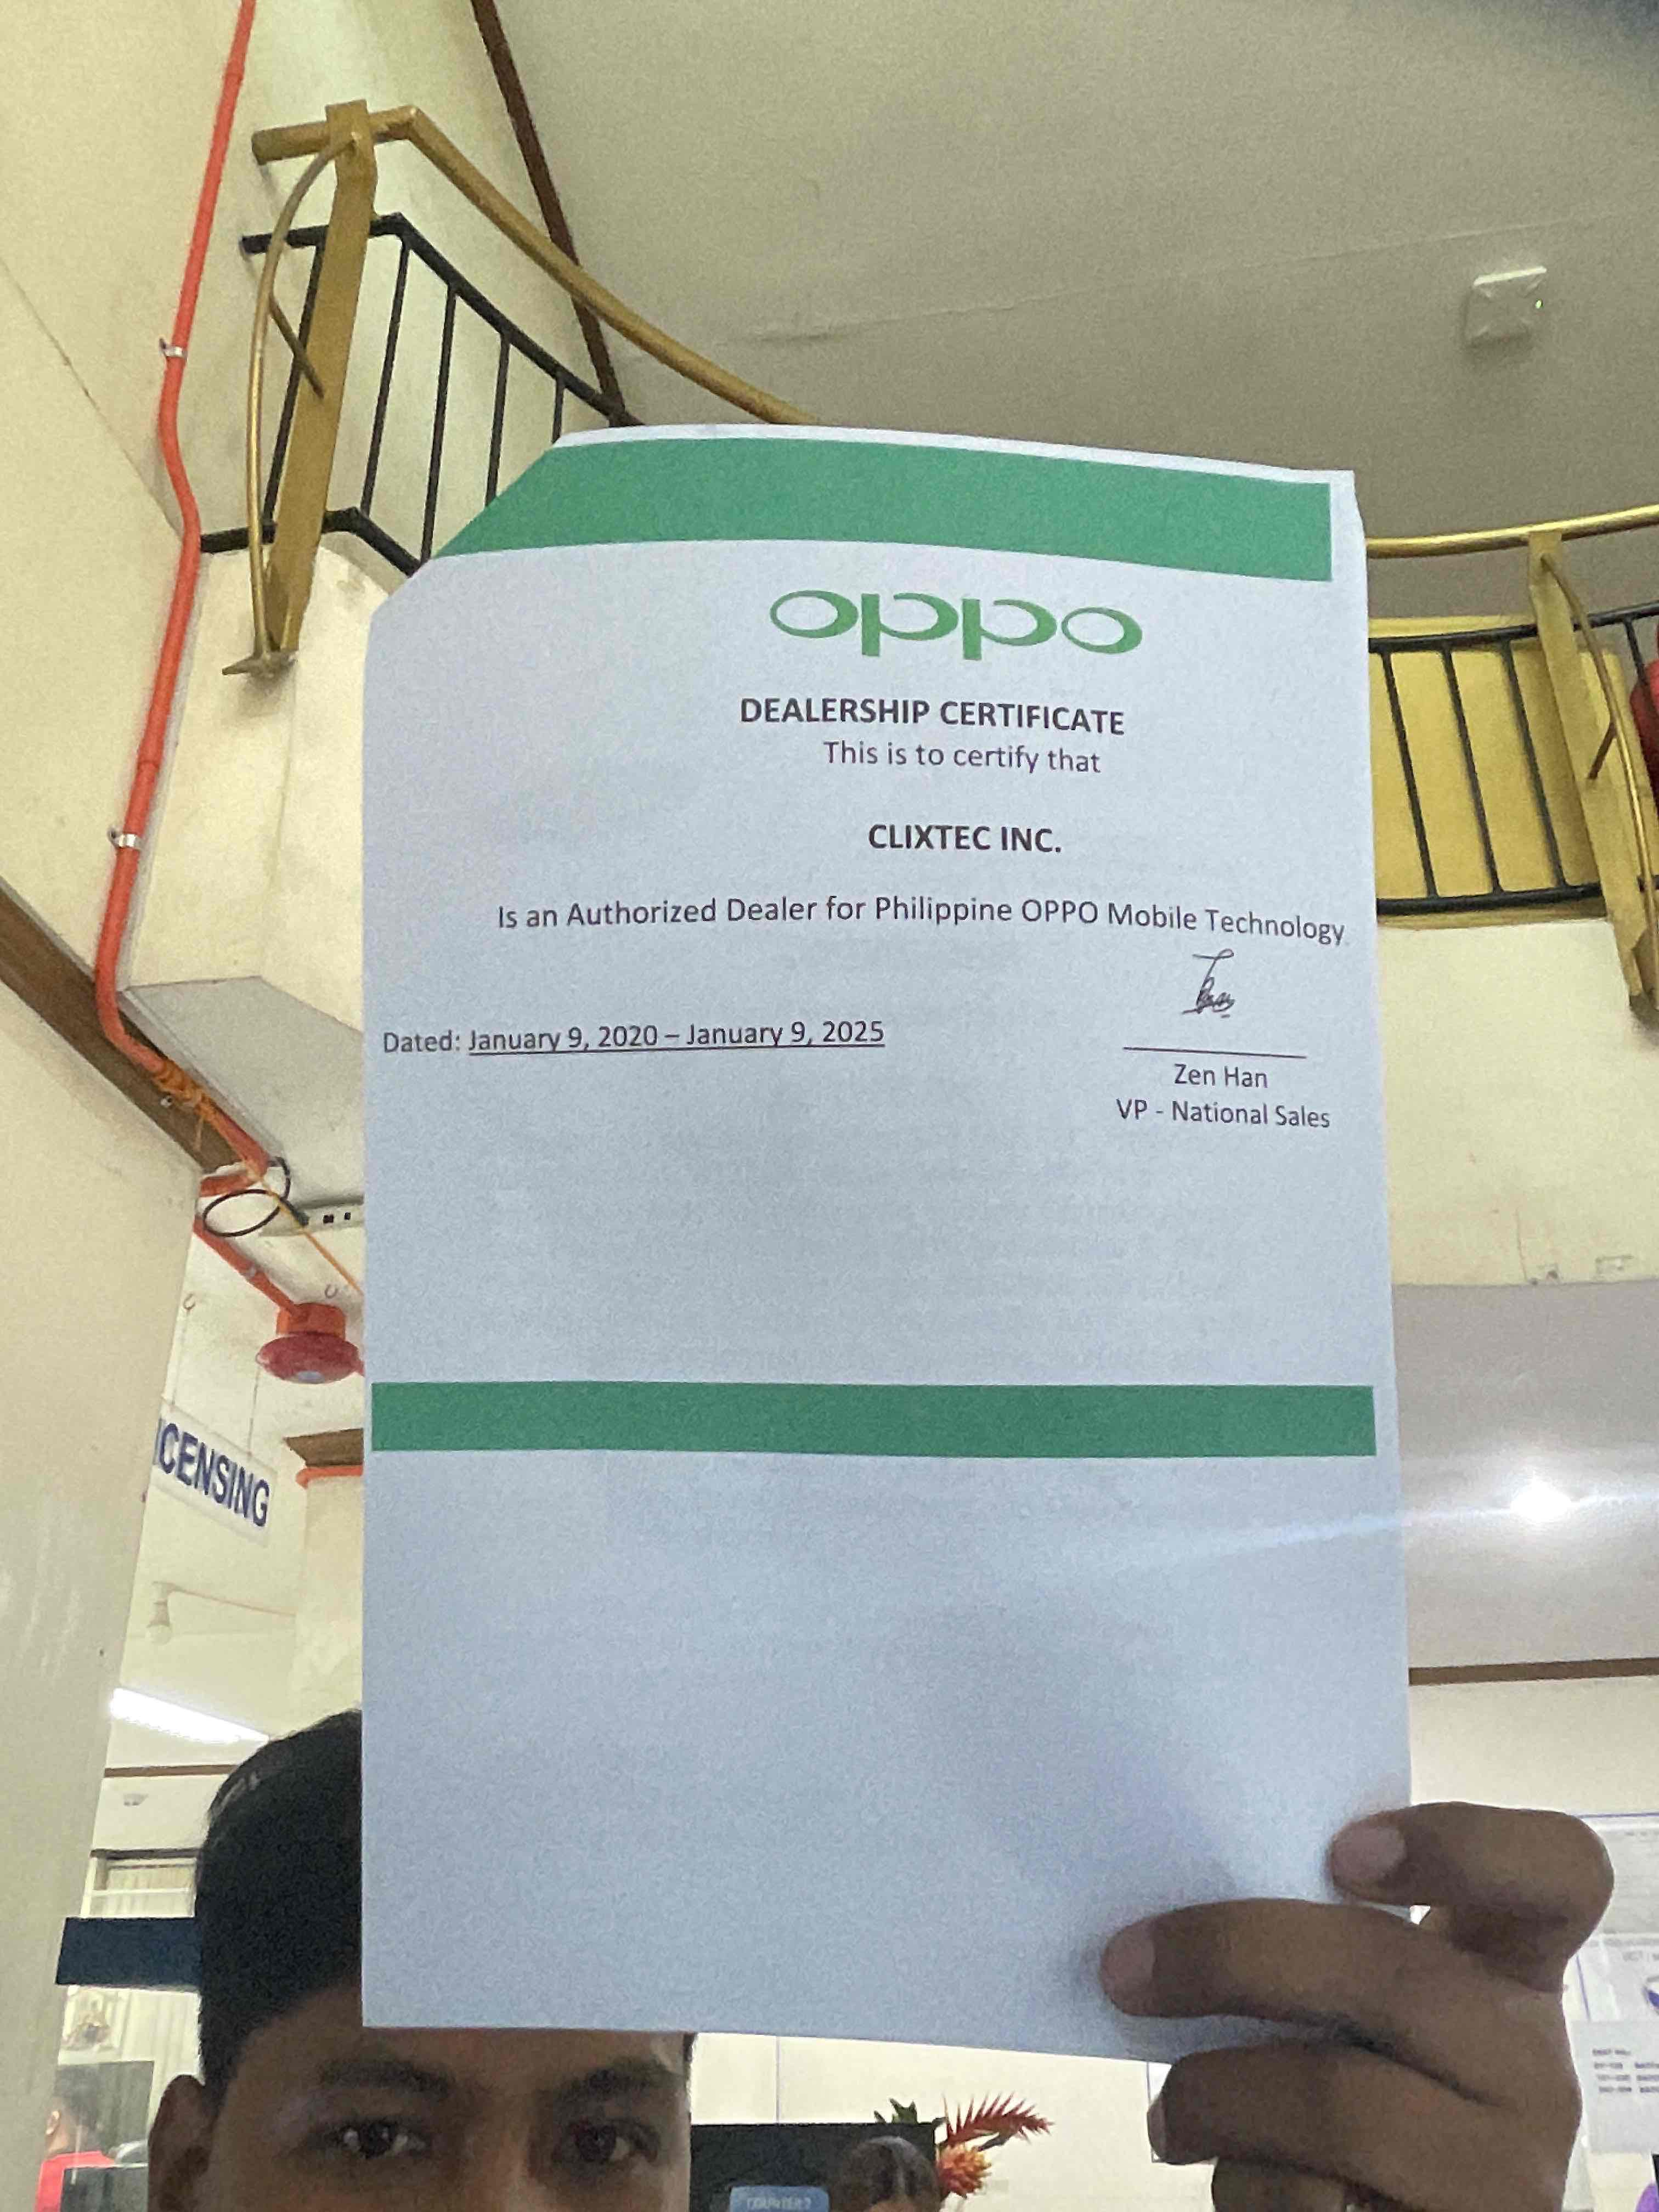 oppo
DEALERSHIP CERTIFICATE
This is to certify that
CLIXTEC INC.
Is an Authorized Dealer for Philippine OPPO Mobile Technology
Dated: January 9, 2020 – January 9, 2025
Zen Han
VP - National Sales
ICENSING
COUNTER 7